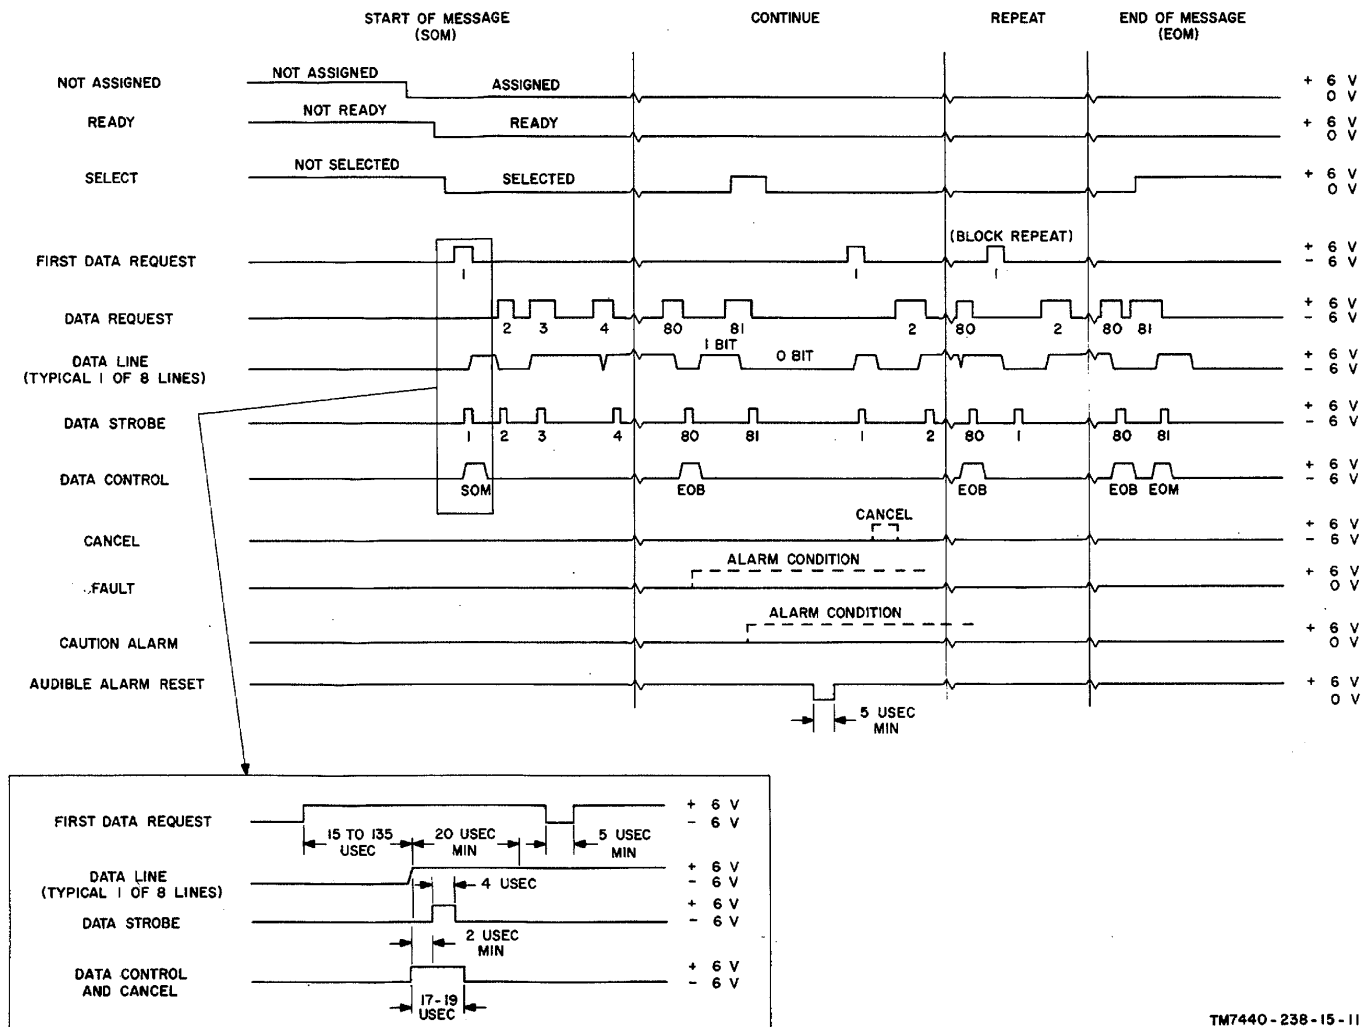 START OF MESSAGE
(SOM)
CONTINUE
REPEAT
END OF MESSAGE
(EOM)
NOT ASSIGNED
NOT ASSIGNED
ASSIGNED
+ 6 V
0 V
READY
NOT READY
READY
+ 6 V
0 V
SELECT
NOT SELECTED
SELECTED
+ 6 V
0 V
(BLOCK REPEAT)
FIRST DATA REQUEST
+ 6 V
- 6 V
1 1 1
DATA REQUEST
+ 6 V
- 6 V
2 3 4 80 81 2 80 2 80 81
1 BIT
0 BIT
DATA LINE
(TYPICAL 1 OF 8 LINES)
+ 6 V
- 6 V
DATA STROBE
+ 6 V
- 6 V
1 2 3 4 80 81 1 2 80 1 80 81
DATA CONTROL
+ 6 V
- 6 V
SOM EOB EOB EOB EOM
CANCEL
CANCEL
+ 6 V
- 6 V
ALARM CONDITION
FAULT
+ 6 V
0 V
ALARM CONDITION
CAUTION ALARM
+ 6 V
0 V
AUDIBLE ALARM RESET
+ 6 V
0 V
5 USEC
MIN
FIRST DATA REQUEST
+ 6 V
- 6 V
15 TO 135
USEC
20 USEC
MIN
5 USEC
MIN
DATA LINE
(TYPICAL 1 OF 8 LINES)
+ 6 V
- 6 V
4 USEC
DATA STROBE
+ 6 V
- 6 V
2 USEC
MIN
DATA CONTROL
AND CANCEL
+ 6 V
- 6 V
17-19
USEC
TM7440-238-15-11